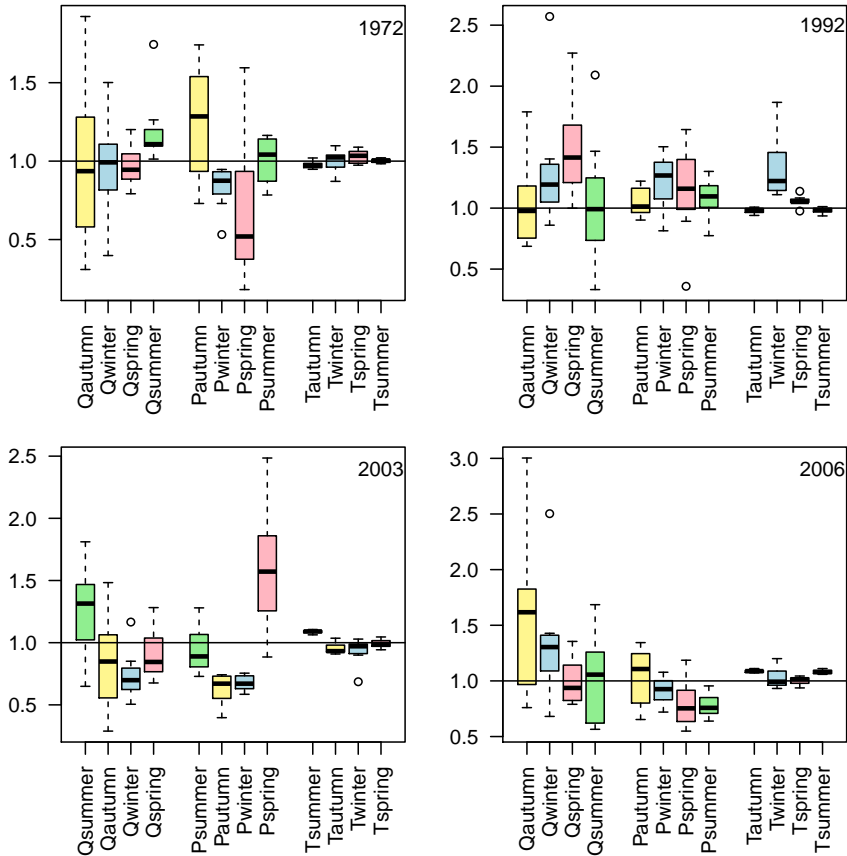 1972
1.5
1.0
0.5
Qautumn
Qwinter
Qspring
Qsummer
Pautumn
Pwinter
Pspring
Psummer
Tautumn
Twinter
Tspring
Tsummer
1992
2.5
2.0
1.5
1.0
0.5
Qautumn
Qwinter
Qspring
Qsummer
Pautumn
Pwinter
Pspring
Psummer
Tautumn
Twinter
Tspring
Tsummer
2003
2.5
2.0
1.5
1.0
0.5
Qsummer
Qautumn
Qwinter
Qspring
Psummer
Pautumn
Pwinter
Pspring
Tsummer
Tautumn
Twinter
Tspring
2006
3.0
2.5
2.0
1.5
1.0
0.5
Qautumn
Qwinter
Qspring
Qsummer
Pautumn
Pwinter
Pspring
Psummer
Tautumn
Twinter
Tspring
Tsummer